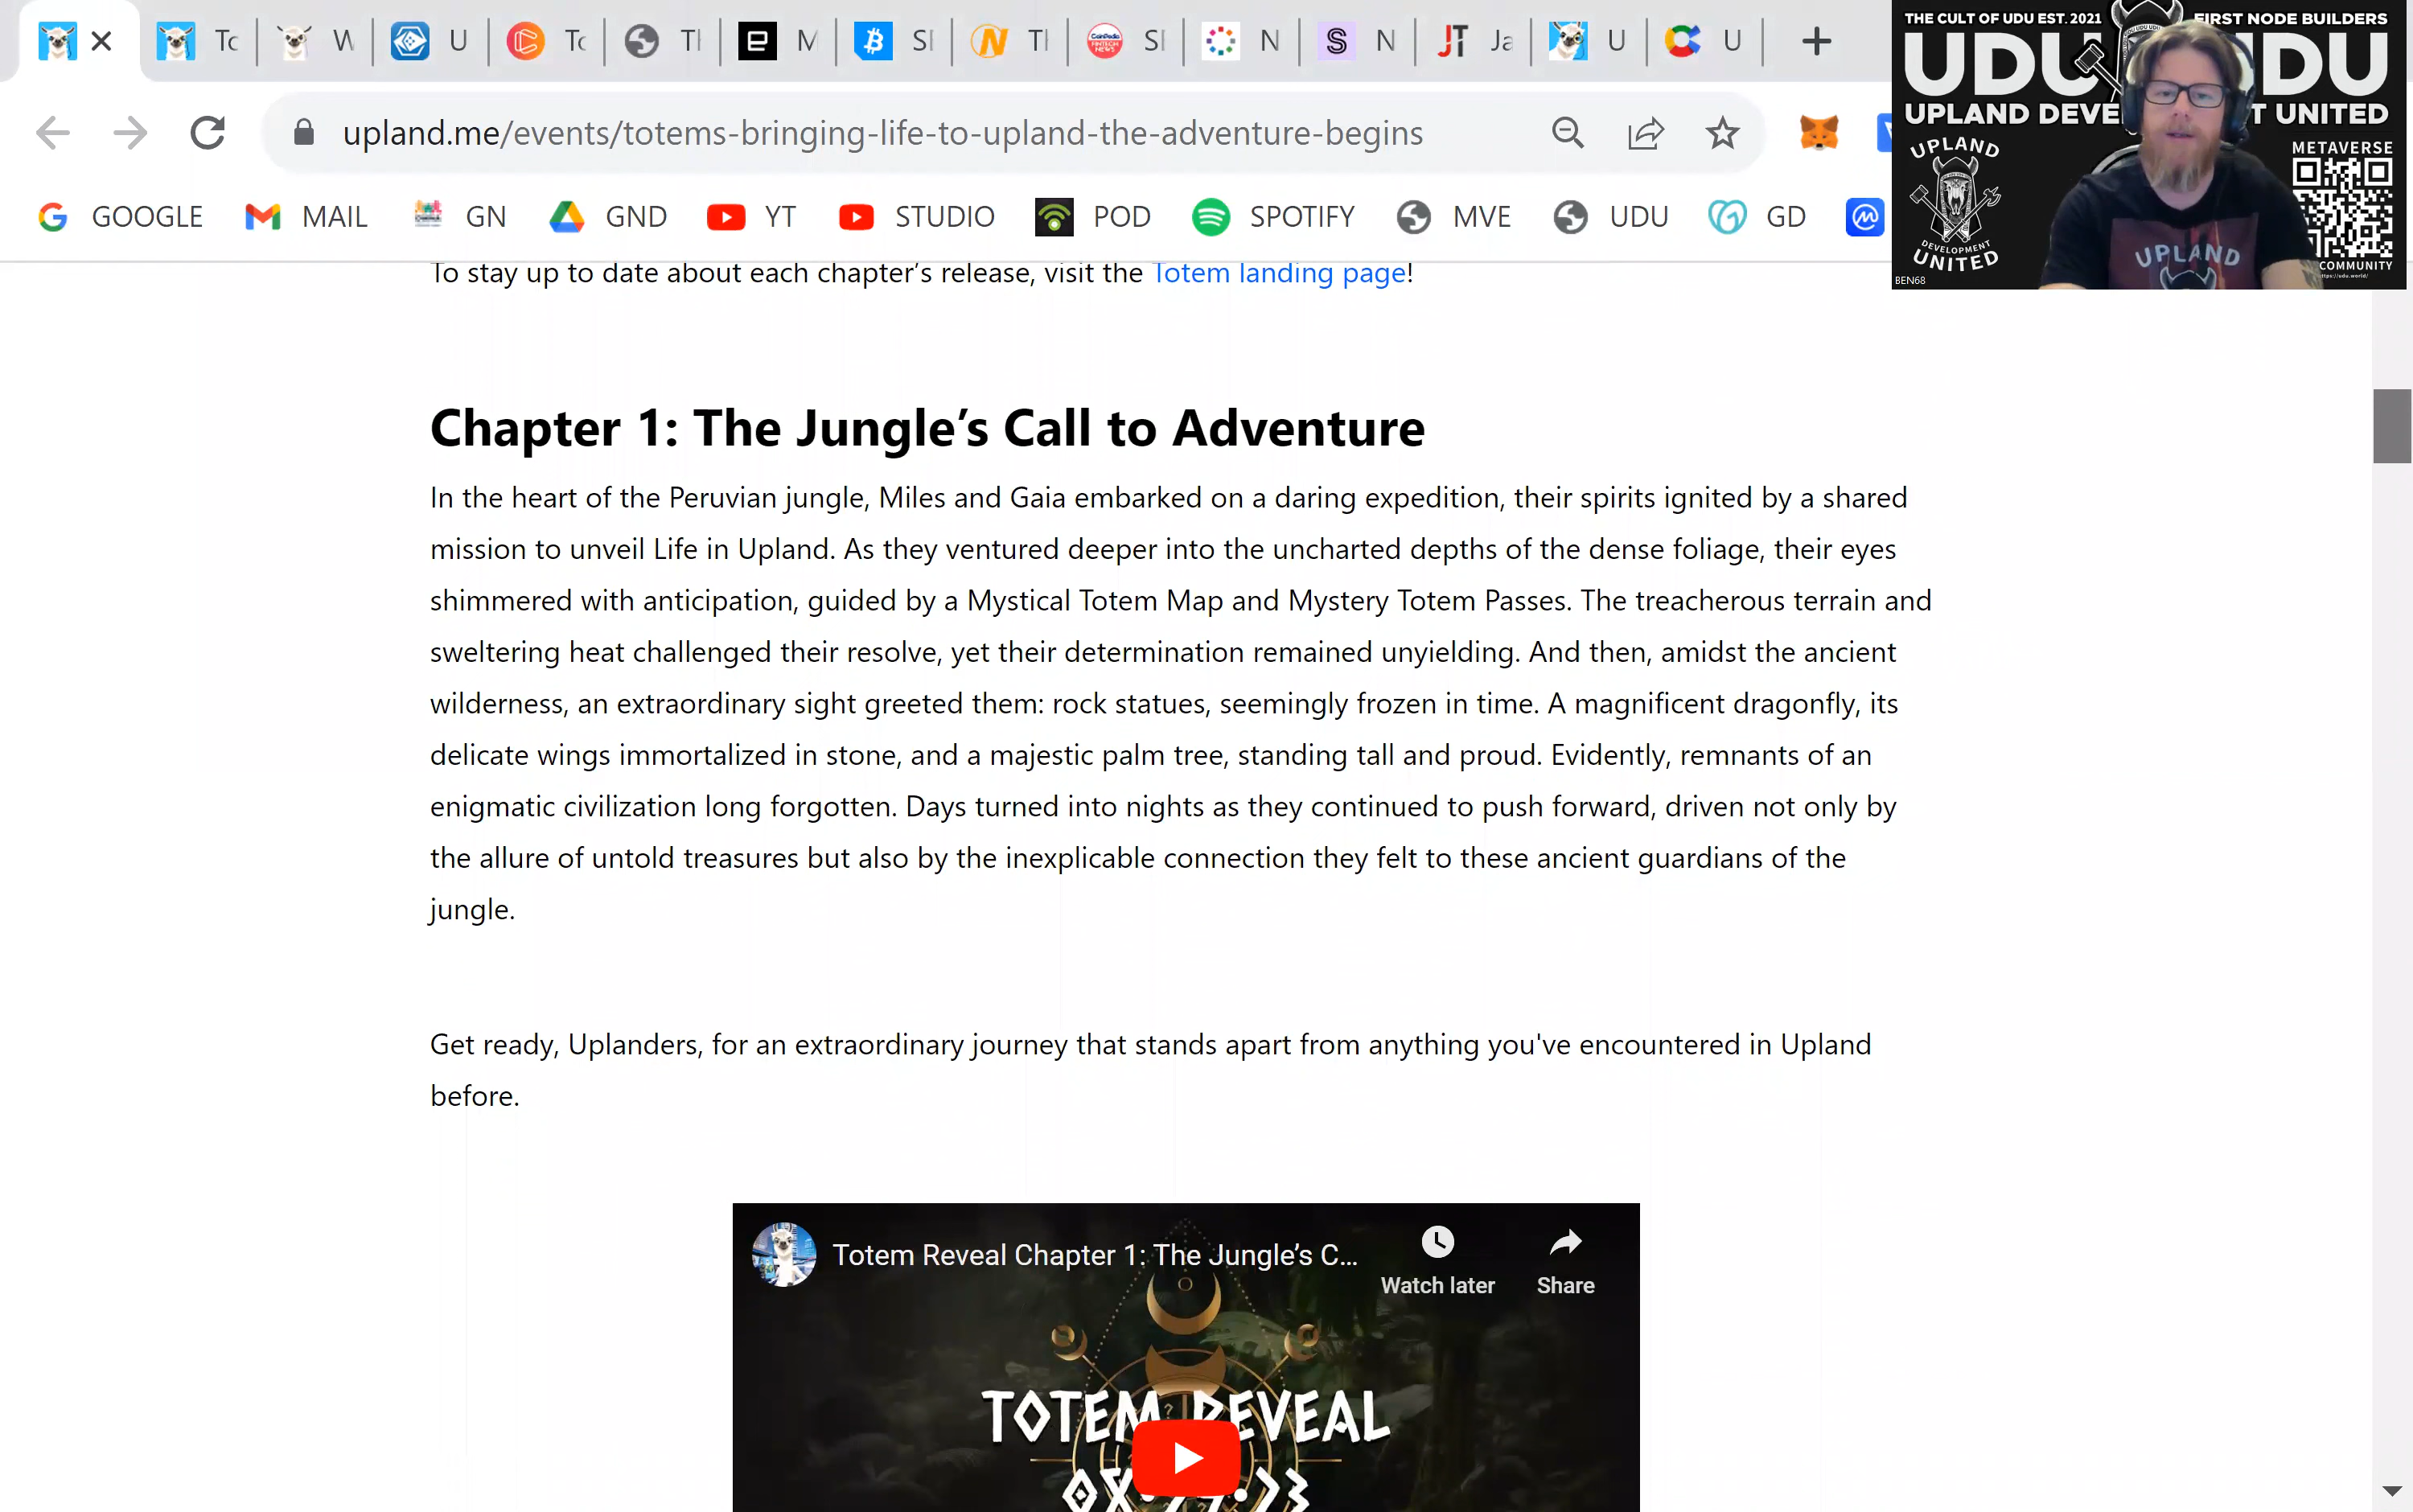 Tc
W
U
Tc
Tl
M
SI
Tl
SI
N
N
Ja
U
U
upland.me/events/totems-bringing-life-to-upland-the-adventure-begins
GOOGLE
MAIL
GN
GND
YT
STUDIO
POD
SPOTIFY
MVE
UDU
GD
THE CULT OF UDU EST. 2021
FIRST NODE BUILDERS
UDU
UDU
UPLAND DEVE
T UNITED
UPLAND
DEVELOPMENT
UNITED
METAVERSE
COMMUNITY
UPLAND
BEN68
To stay up to date about each chapter’s release, visit the Totem landing page!
Chapter 1: The Jungle’s Call to Adventure
In the heart of the Peruvian jungle, Miles and Gaia embarked on a daring expedition, their spirits ignited by a shared
mission to unveil Life in Upland. As they ventured deeper into the uncharted depths of the dense foliage, their eyes
shimmered with anticipation, guided by a Mystical Totem Map and Mystery Totem Passes. The treacherous terrain and
sweltering heat challenged their resolve, yet their determination remained unyielding. And then, amidst the ancient
wilderness, an extraordinary sight greeted them: rock statues, seemingly frozen in time. A magnificent dragonfly, its
delicate wings immortalized in stone, and a majestic palm tree, standing tall and proud. Evidently, remnants of an
enigmatic civilization long forgotten. Days turned into nights as they continued to push forward, driven not only by
the allure of untold treasures but also by the inexplicable connection they felt to these ancient guardians of the
jungle.
Get ready, Uplanders, for an extraordinary journey that stands apart from anything you've encountered in Upland
before.
Totem Reveal Chapter 1: The Jungle’s C...
Watch later
Share
TOTEM REVEAL